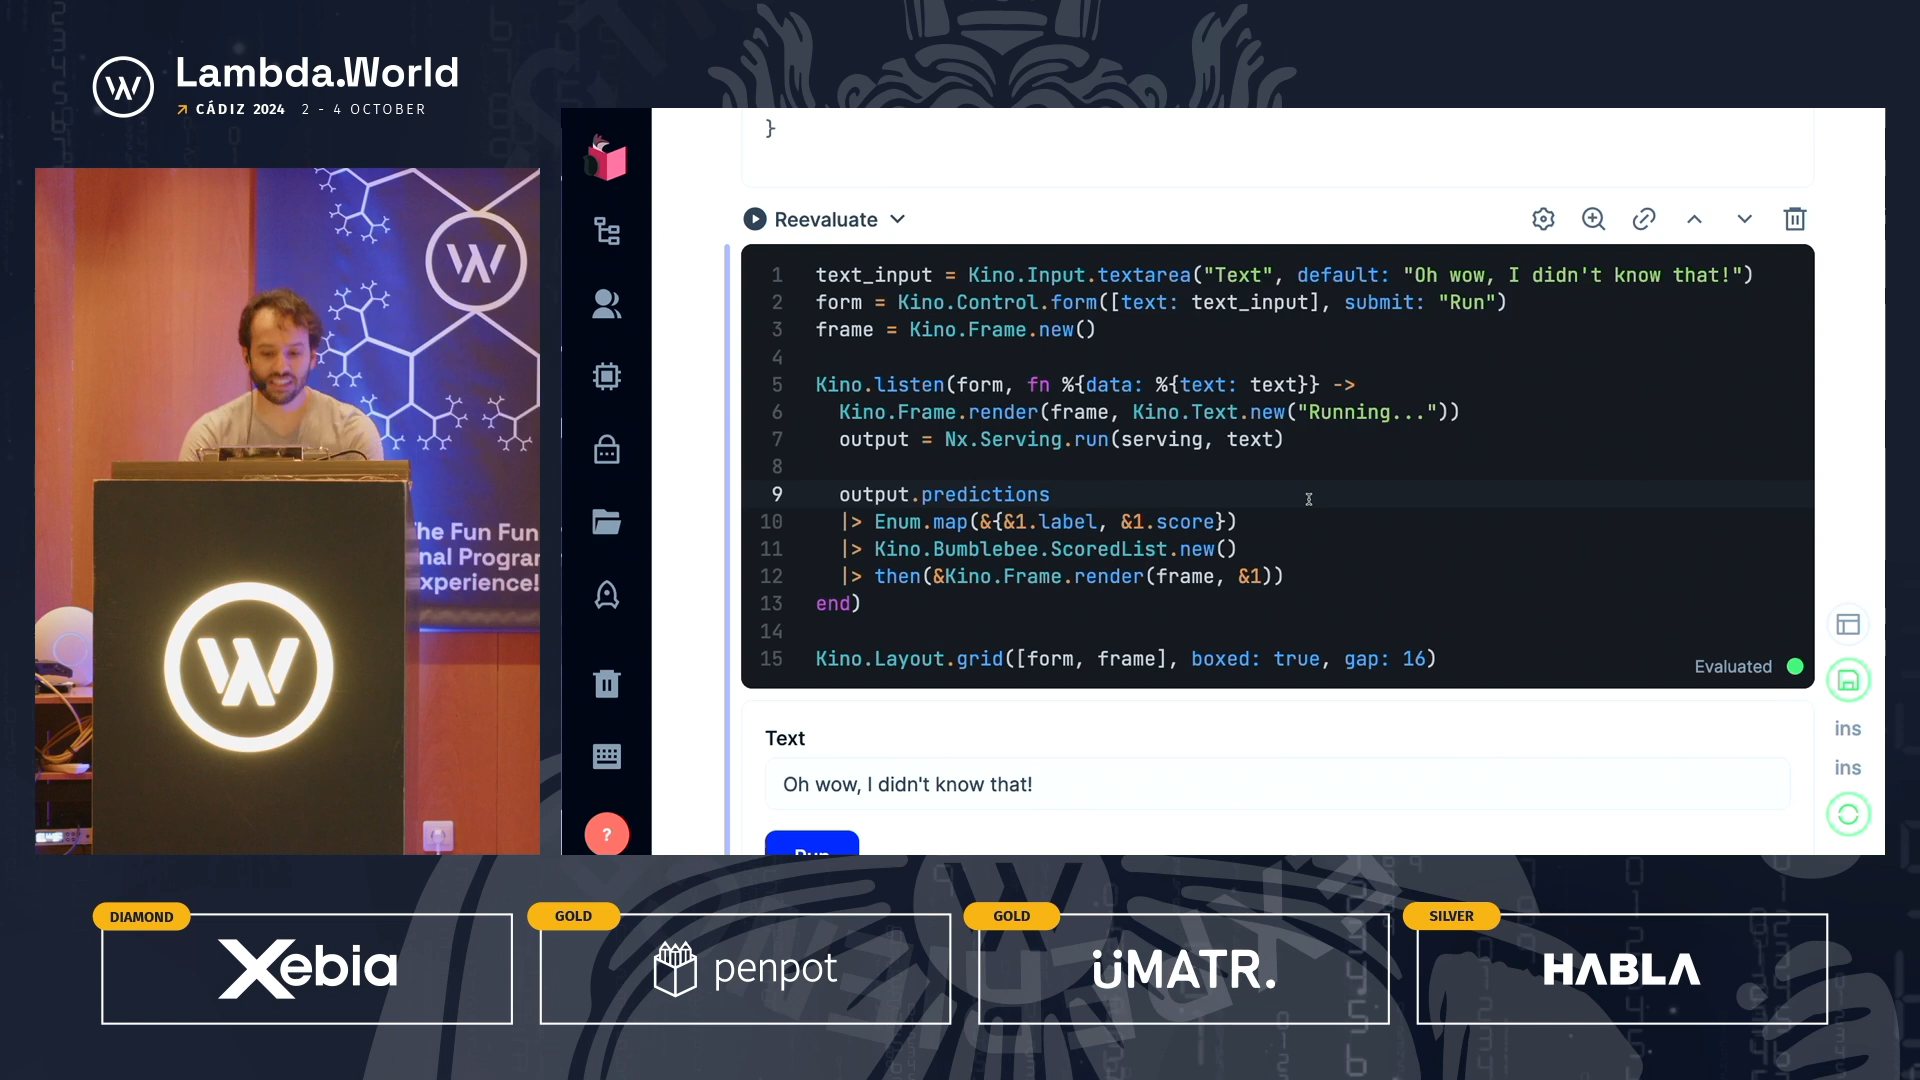 Lambda.World
CÁDIZ 2024 2 - 4 OCTOBER
}
Reevaluate
1 text_input = Kino.Input.textarea("Text", default: "Oh wow, I didn't know that!")
2 form = Kino.Control.form([text: text_input], submit: "Run")
3 frame = Kino.Frame.new()
4
5 Kino.listen(form, fn %{data: %{text: text}} ->
6 Kino.Frame.render(frame, Kino.Text.new("Running..."))
7 output = Nx.Serving.run(serving, text)
8
9 output.predictions
10 |> Enum.map(&{&1.label, &1.score})
11 |> Kino.Bumblebee.ScoredList.new()
12 |> then(&Kino.Frame.render(frame, &1))
13 end)
14
15 Kino.Layout.grid([form, frame], boxed: true, gap: 16)
Evaluated
Text
Oh wow, I didn't know that!
Run
ins
ins
?
W
he Fun Fun
nal Progra
xperience!
W
DIAMOND
Xebia
GOLD
penpot
GOLD
üMATR.
SILVER
HABLA